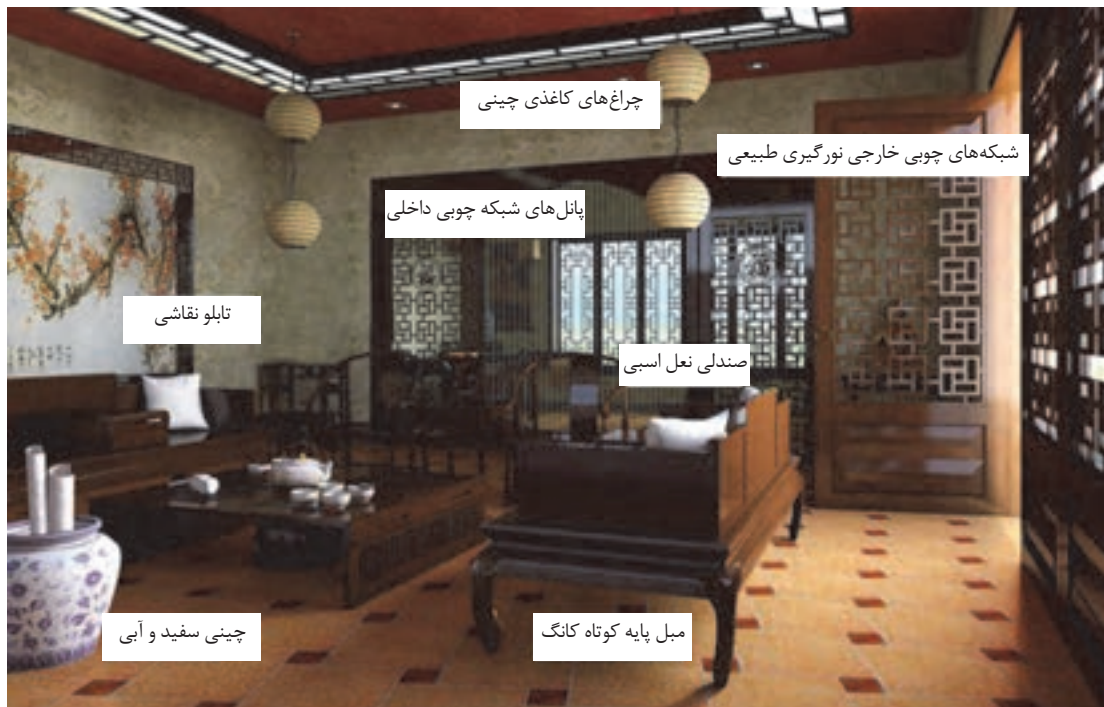 چراغ‌های کاغذی چینی
شبکه‌های چوبی خارجی نورگیری طبیعی
پانل‌های شبکه چوبی داخلی
تابلو نقاشی
صندلی نعل اسبی
چینی سفید و آبی
مبل پایه کوتاه کانگ